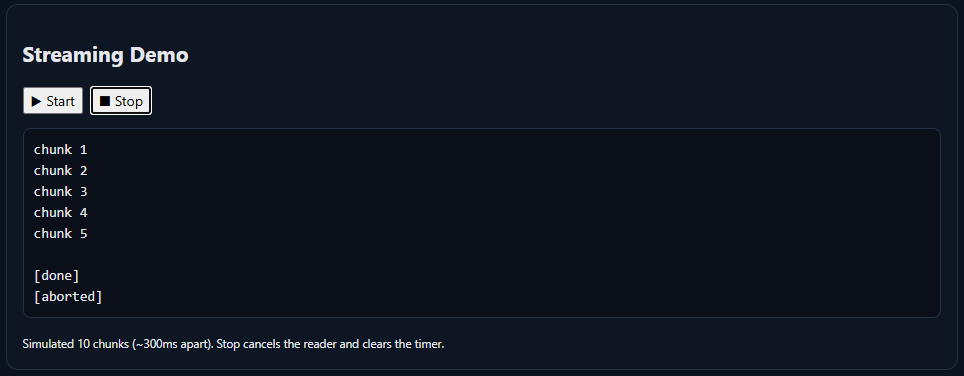 Streaming Demo
▶ Start ■ Stop
chunk 1
chunk 2
chunk 3
chunk 4
chunk 5
[done]
[aborted]
Simulated 10 chunks (~300ms apart). Stop cancels the reader and clears the timer.